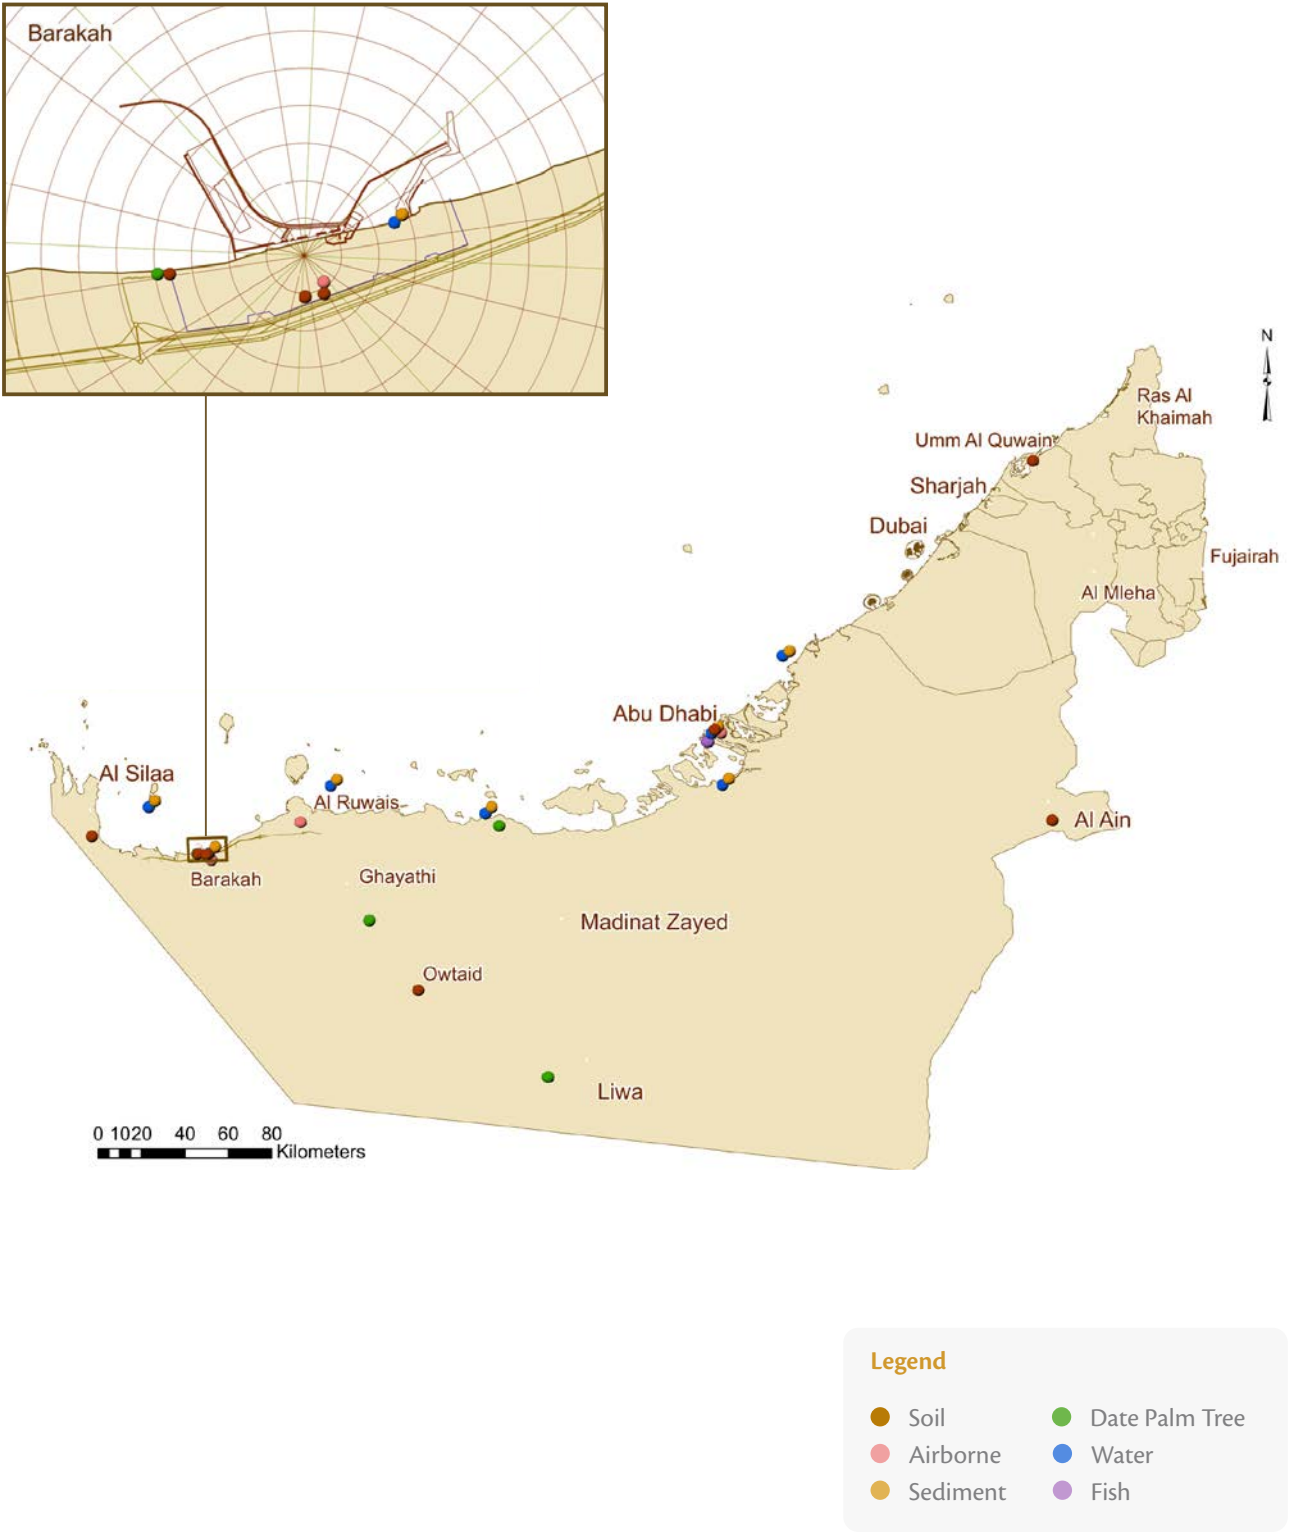 Barakah
N
Ras Al
Khaimah
Umm Al Quwain
Sharjah
Dubai
Fujairah
Al Mleha
Abu Dhabi
Al Silaa
Al Ruwais
Al Ain
Barakah
Ghayathi
Madinat Zayed
Owtaid
Liwa
0 10 20 40 60 80
Kilometers
Legend
Soil
Date Palm Tree
Airborne
Water
Sediment
Fish